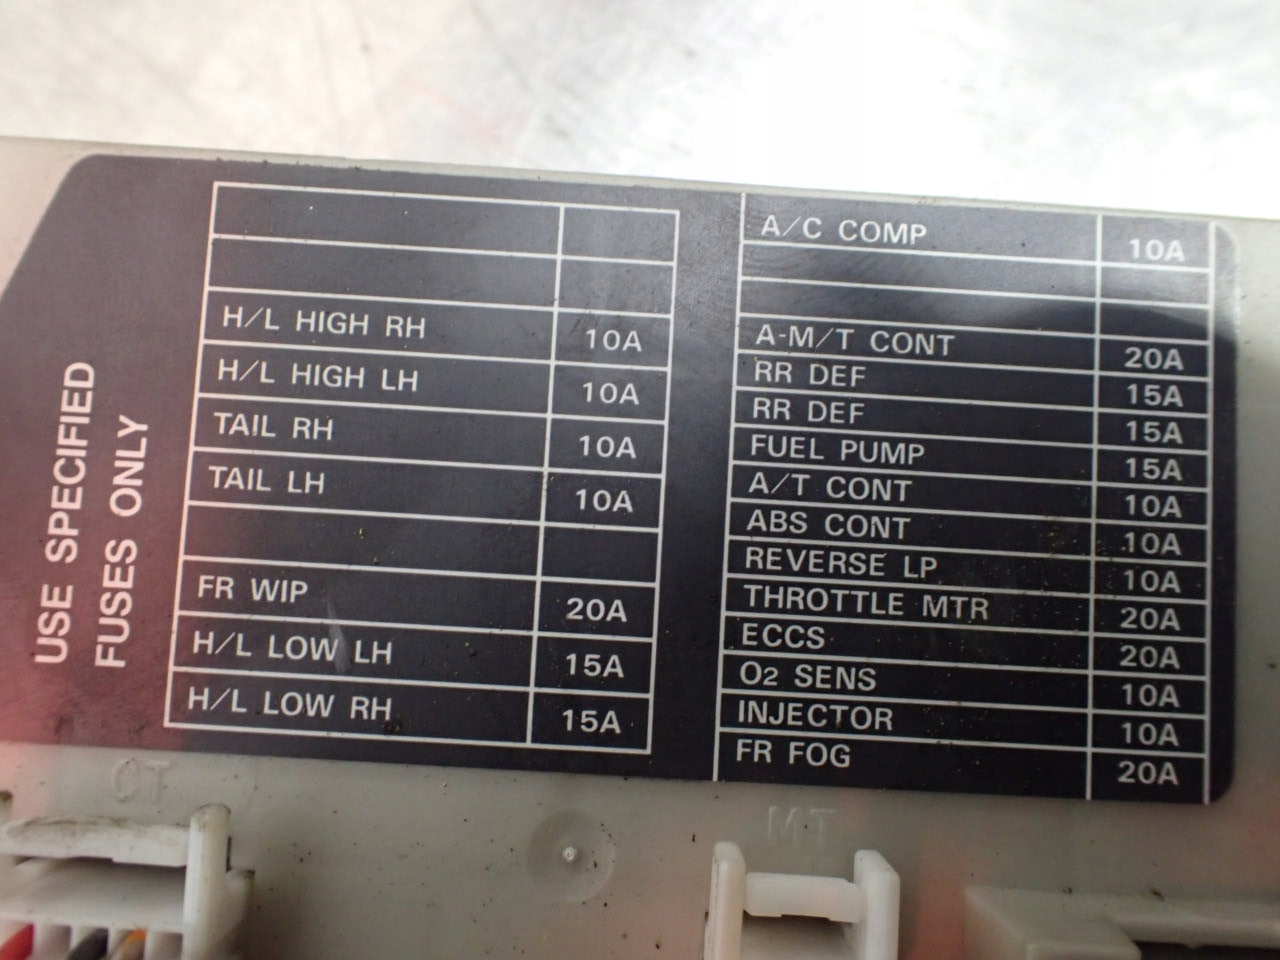 USE SPECIFIED
FUSES ONLY
H/L HIGH RH 10A
H/L HIGH LH 10A
TAIL RH 10A
TAIL LH 10A
FR WIP 20A
H/L LOW LH 15A
H/L LOW RH 15A
A/C COMP 10A
A-M/T CONT 20A
RR DEF 15A
RR DEF 15A
FUEL PUMP 15A
A/T CONT 10A
ABS CONT 10A
REVERSE LP 10A
THROTTLE MTR 20A
ECCS 20A
O2 SENS 10A
INJECTOR 10A
FR FOG 20A
CT
MT